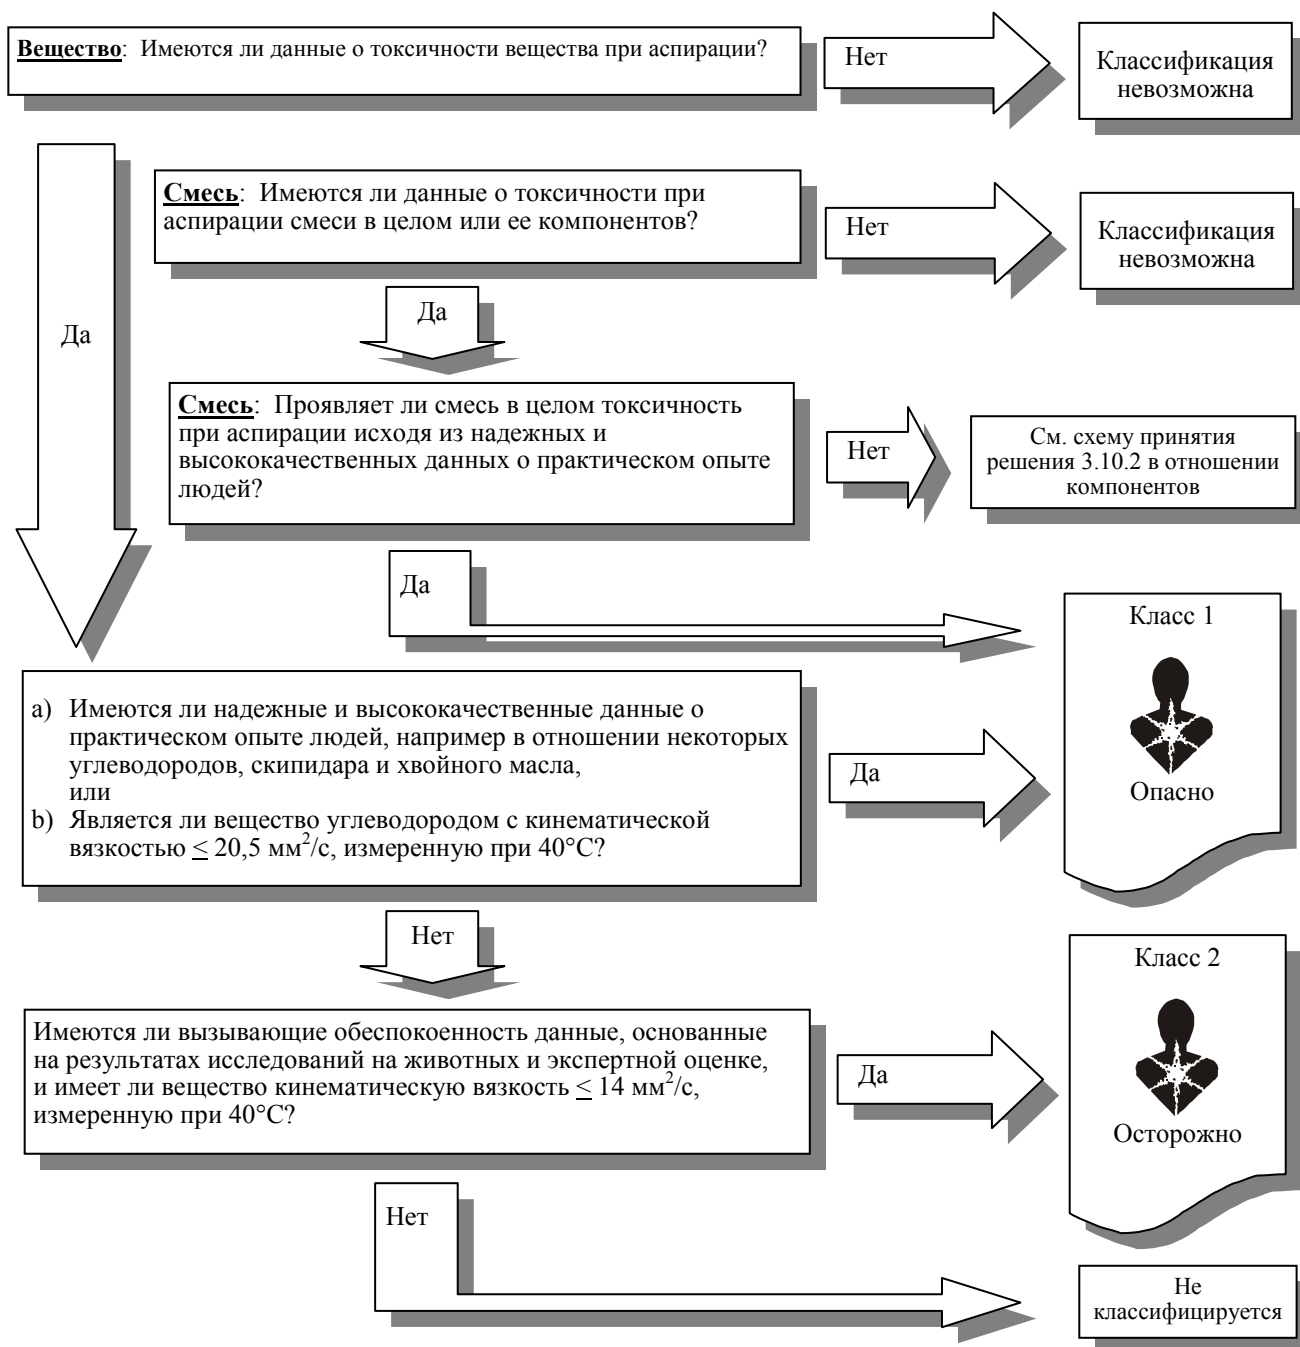 Вещество: Имеются ли данные о токсичности вещества при аспирации?
Нет
Классификация
невозможна
Смесь: Имеются ли данные о токсичности при
аспирации смеси в целом или ее компонентов?
Нет
Классификация
невозможна
Да
Да
Смесь: Проявляет ли смесь в целом токсичность
при аспирации исходя из надежных и
высококачественных данных о практическом опыте
людей?
Нет
См. схему принятия
решения 3.10.2 в отношении
компонентов
Да
Класс 1
Опасно
a) Имеются ли надежные и высококачественные данные о
практическом опыте людей, например в отношении некоторых
углеводородов, скипидара и хвойного масла,
или
b) Является ли вещество углеводородом с кинематической
вязкостью ≤ 20,5 мм²/с, измеренную при 40°C?
Да
Нет
Класс 2
Осторожно
Имеются ли вызывающие обеспокоенность данные, основанные
на результатах исследований на животных и экспертной оценке,
и имеет ли вещество кинематическую вязкость ≤ 14 мм²/с,
измеренную при 40°C?
Да
Нет
Не
классифицируется